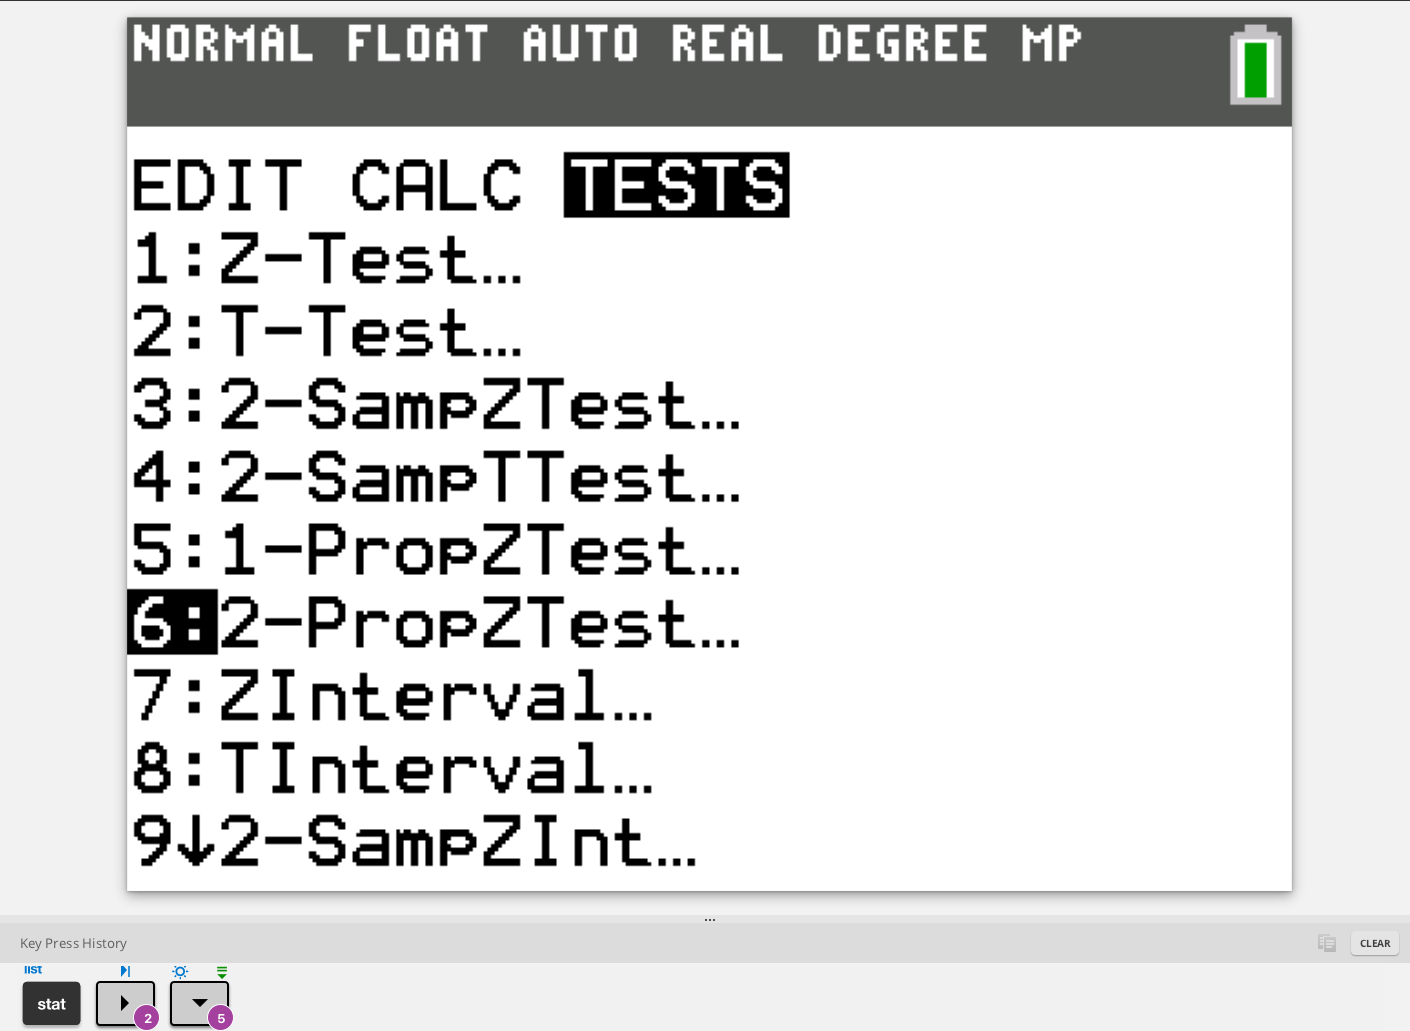 NORMAL FLOAT AUTO REAL DEGREE MP
EDIT CALC TESTS
1:Z-Test…
2:T-Test…
3:2-SampZTest…
4:2-SampTTest…
5:1-PropZTest…
6:2-PropZTest…
7:ZInterval…
8:TInterval…
9↓2-SampZInt…
Key Press History
CLEAR
list
stat
2
5